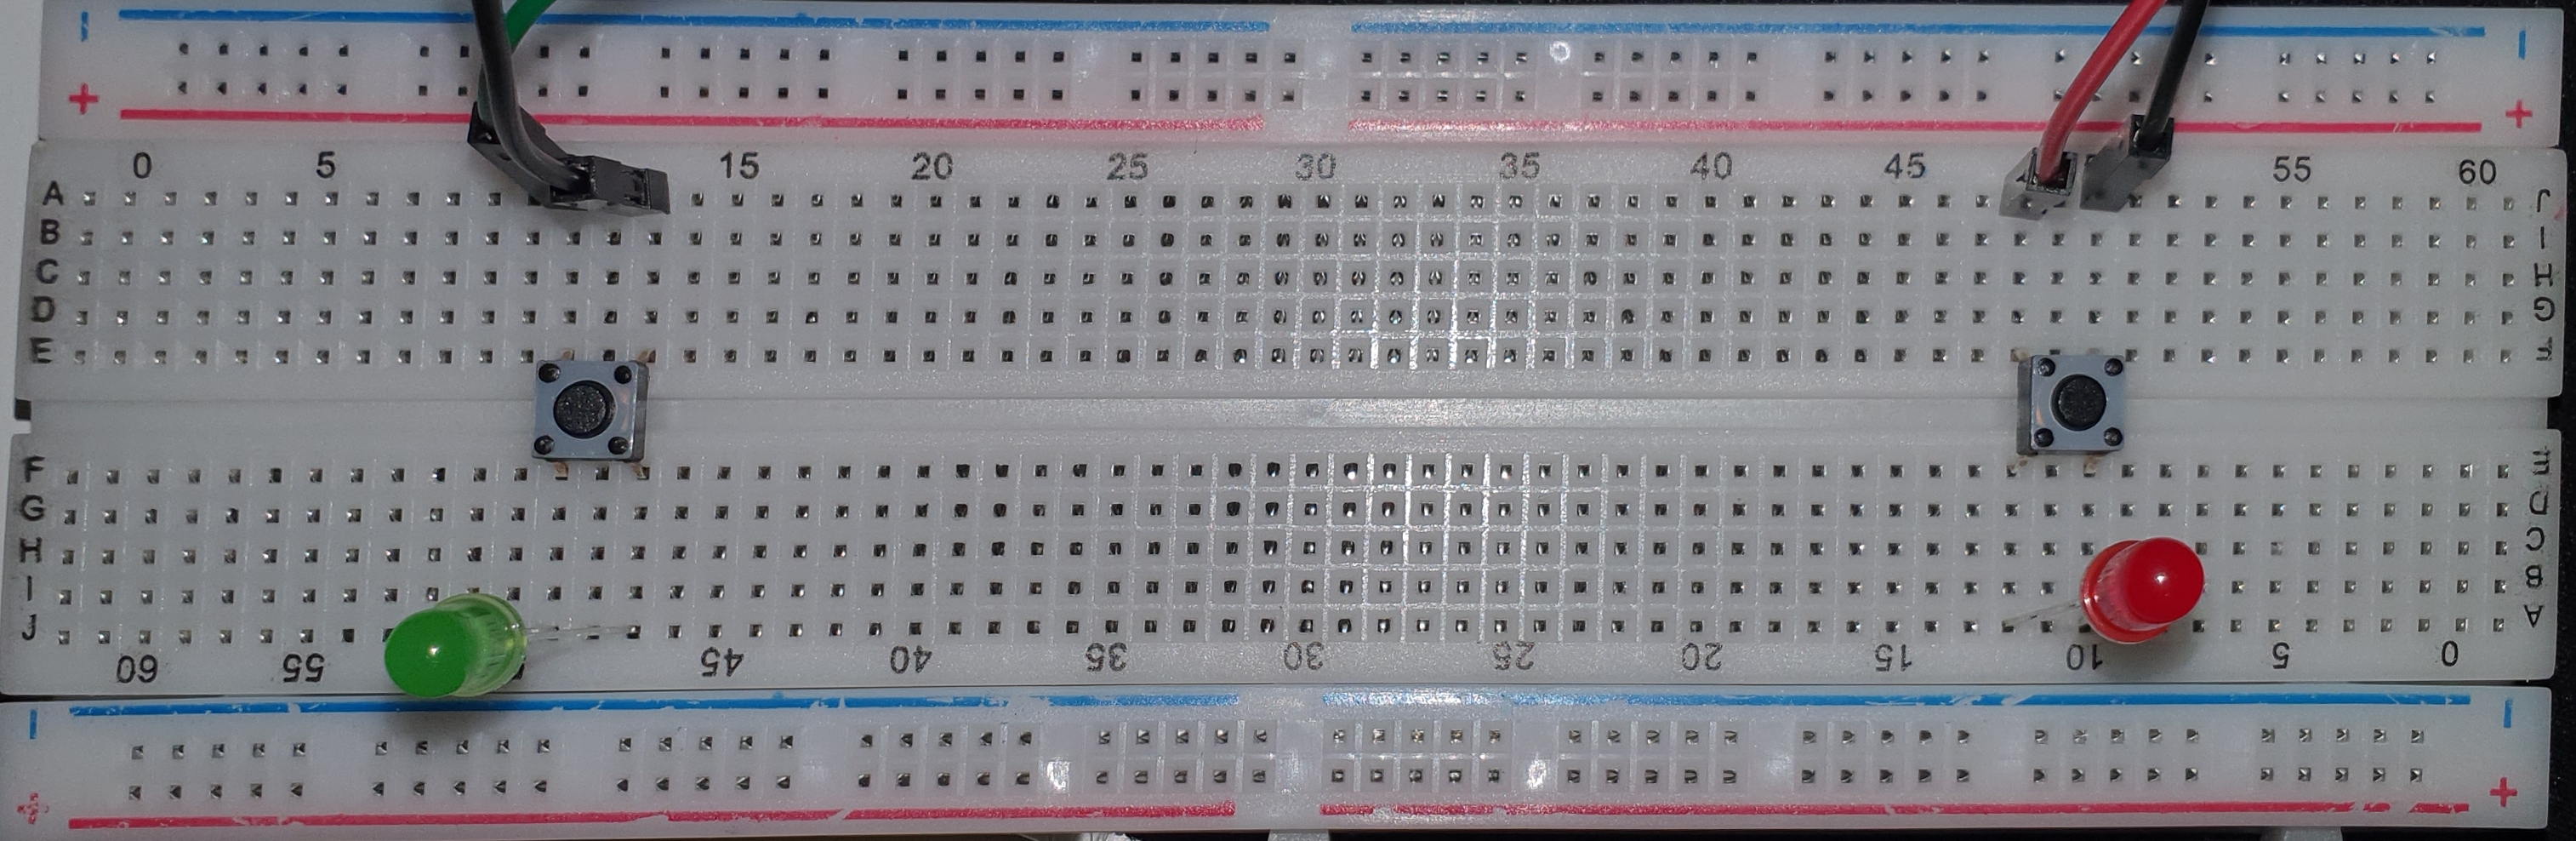 - -
+ +
0 5 15 20 25 30 35 40 45 55 60
A J
B I
C H
D G
E F
F E
G D
H C
I B
J A
60 55 45 40 35 30 25 20 15 10 5 0
- -
+ +